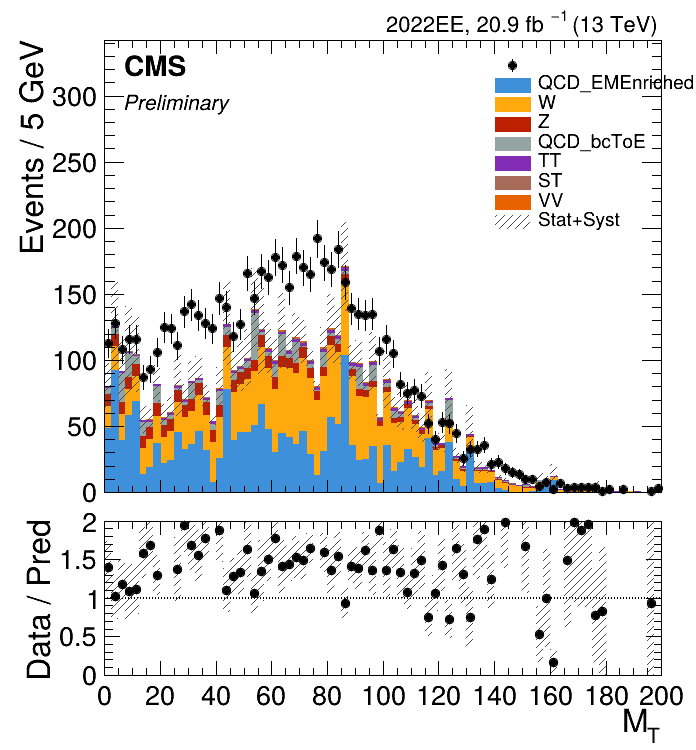 2022EE, 20.9 fb ⁻¹ (13 TeV)
CMS
Preliminary
QCD_EMEnriched
W
Z
QCD_bcToE
TT
ST
VV
Stat+Syst
Events / 5 GeV
300
250
200
150
100
50
0
Data / Pred
2
1.5
1
0.5
0
0 20 40 60 80 100 120 140 160 180 200
M_T